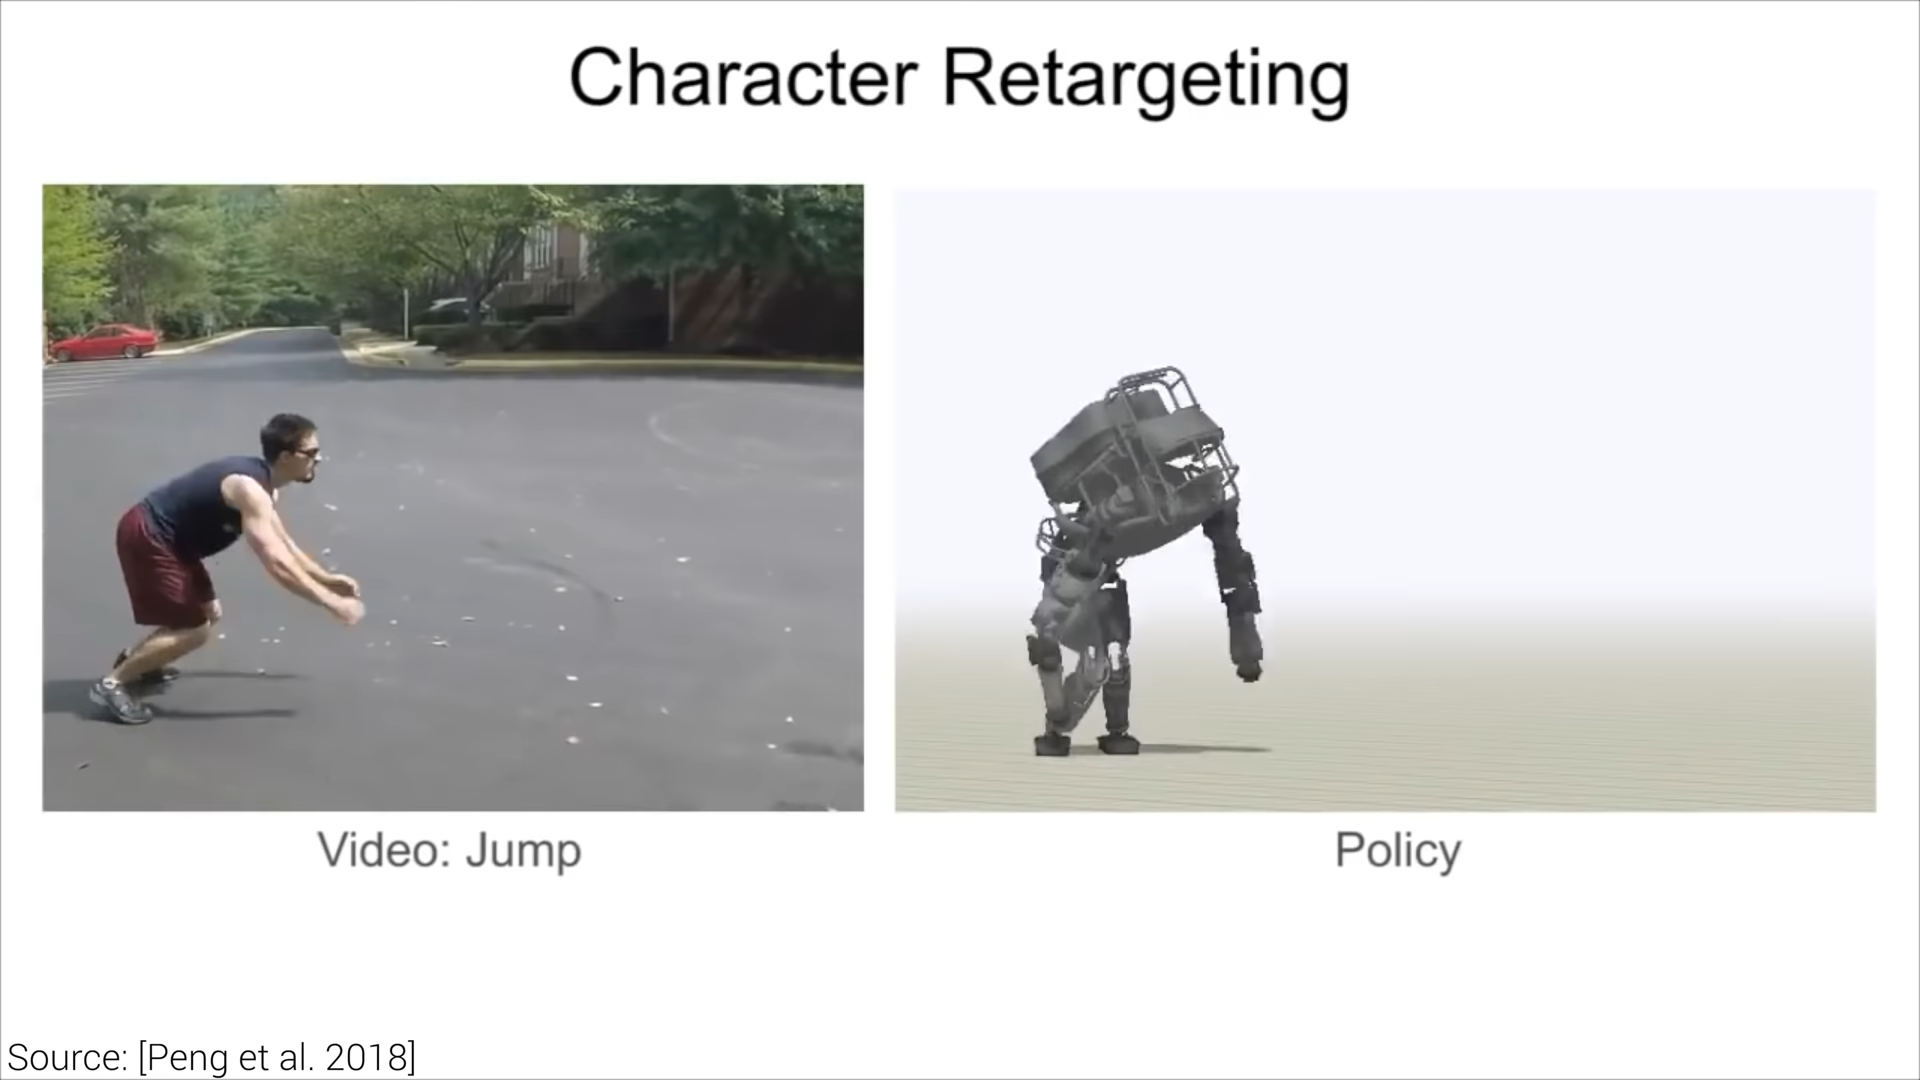 Character Retargeting
Video: Jump
Policy
Source: [Peng et al. 2018]